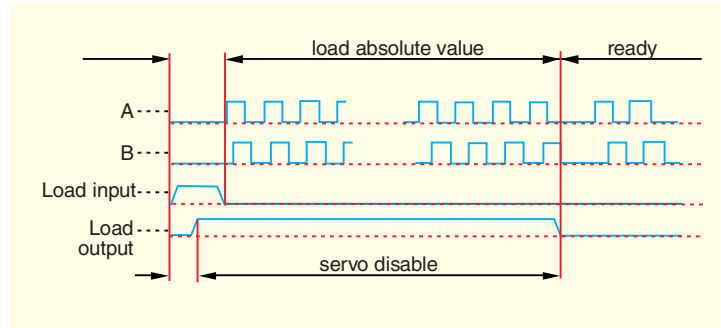 load absolute value
ready
A
B
Load input
Load
output
servo disable